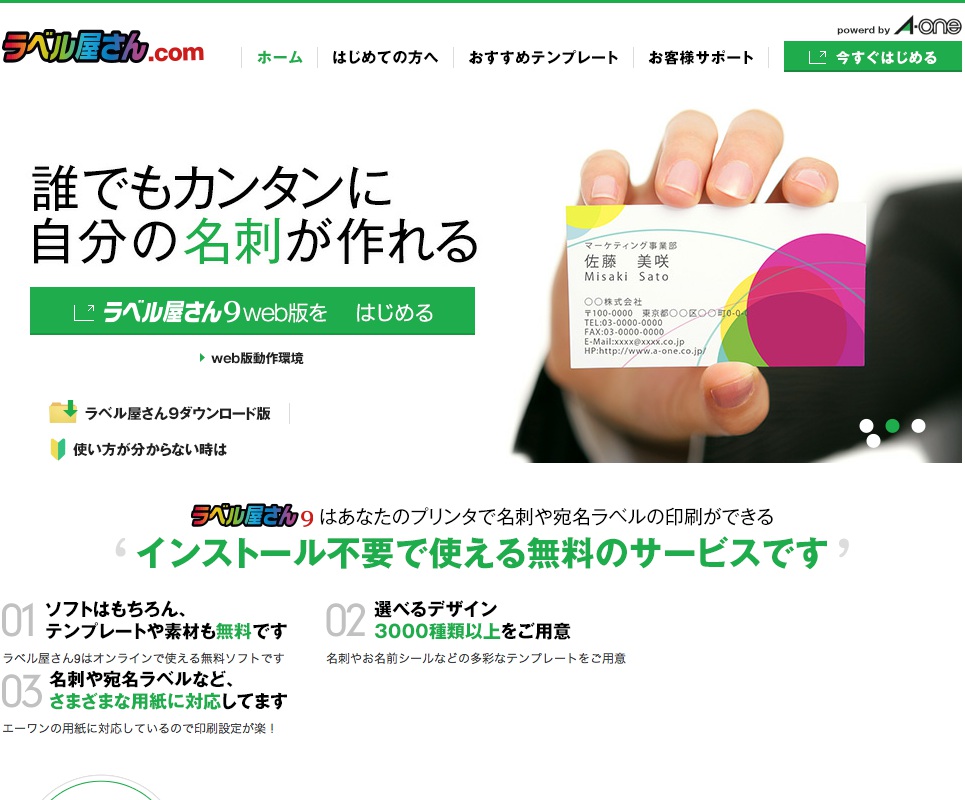 powerd by A-one
ラベル屋さん.com
ホーム
はじめての方へ
おすすめテンプレート
お客様サポート
今すぐはじめる
誰でもカンタンに
自分の名刺が作れる
ラベル屋さん9web版を はじめる
web版動作環境
ラベル屋さん9ダウンロード版
使い方が分からない時は
マーケティング事業部
佐藤 美咲
Misaki Sato
〇〇株式会社
〒100-0000 東京都〇〇区〇〇町0-0-
TEL:03-0000-0000
FAX:03-0000-0000
E-Mail:xxxx@xxxx.co.jp
HP:http://www.a-one.co.jp/
ラベル屋さん9はあなたのプリンタで名刺や宛名ラベルの印刷ができる
‘インストール不要で使える無料のサービスです’
01 ソフトはもちろん、
テンプレートや素材も無料です
ラベル屋さん9はオンラインで使える無料ソフトです
02 選べるデザイン
3000種類以上をご用意
名刺やお名前シールなどの多彩なテンプレートをご用意
03 名刺や宛名ラベルなど、
さまざまな用紙に対応してます
エーワンの用紙に対応しているので印刷設定が楽！